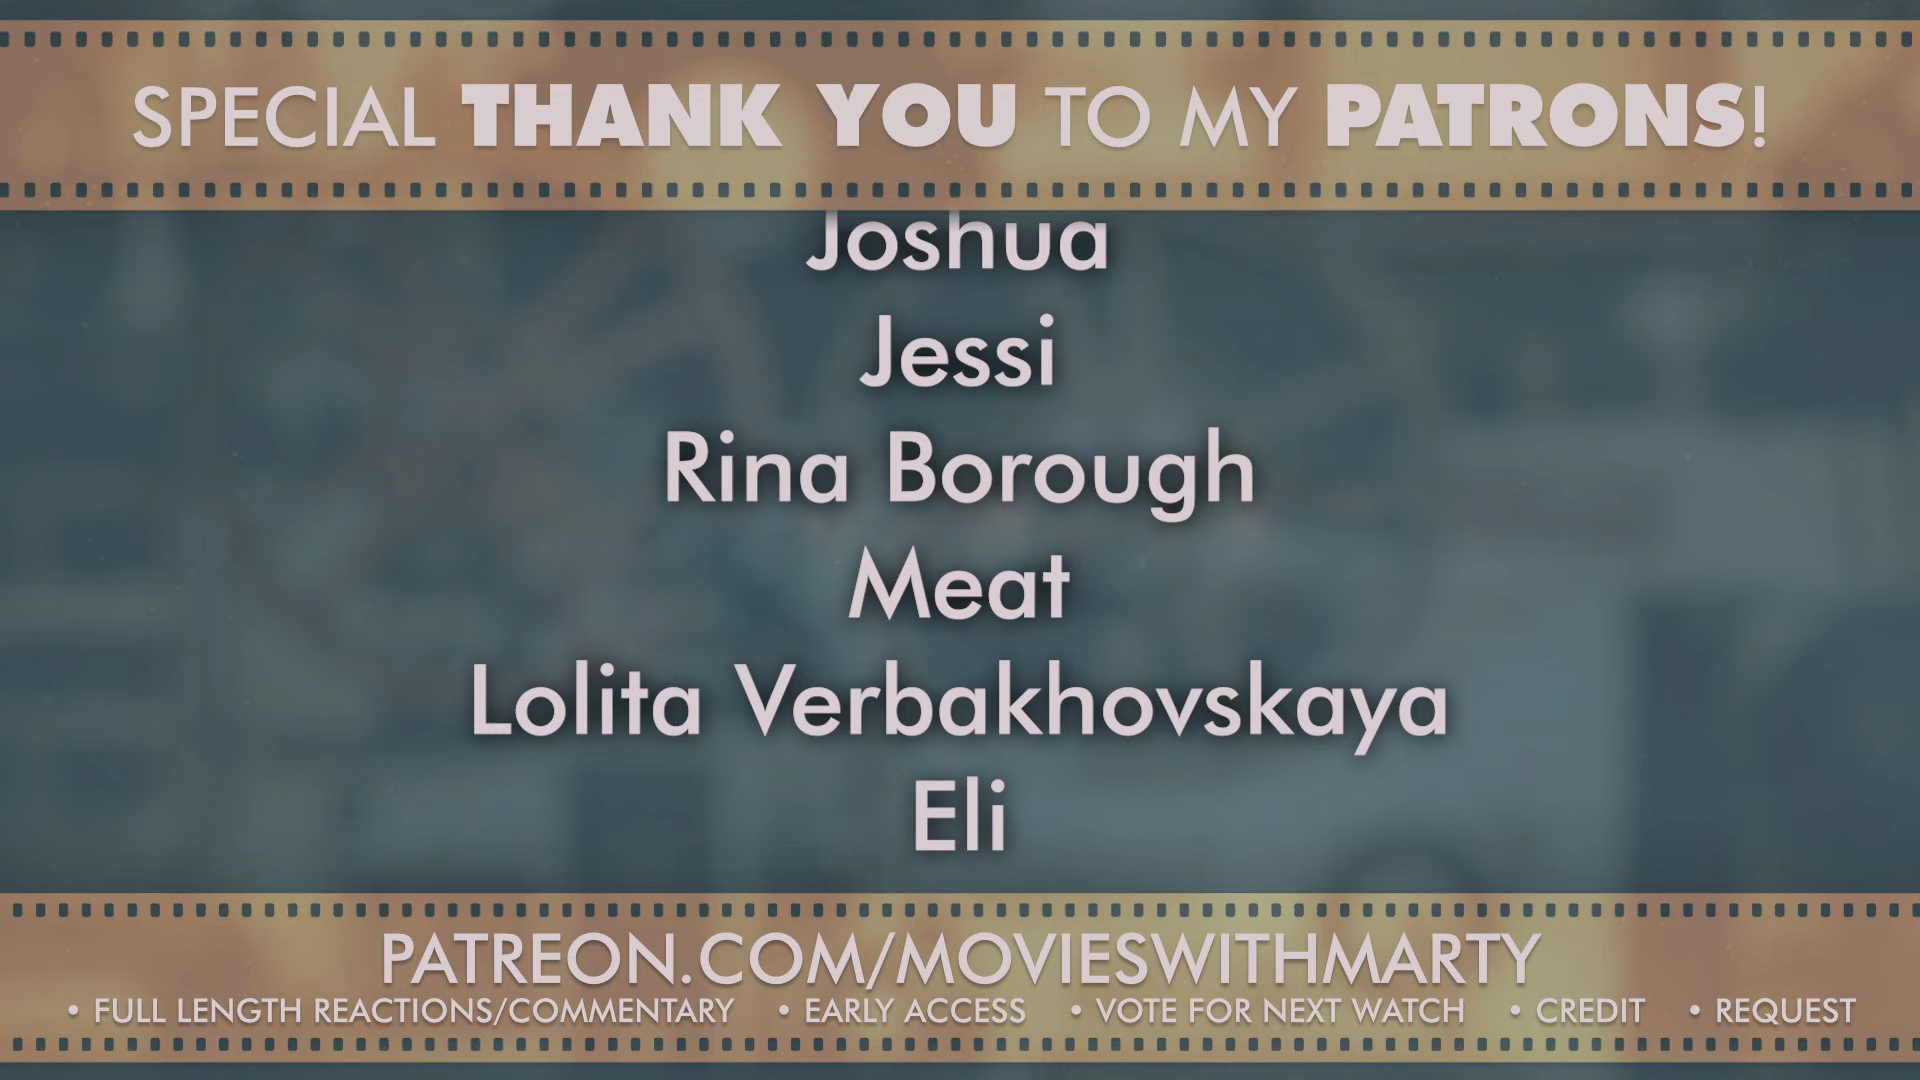 SPECIAL THANK YOU TO MY PATRONS!
Joshua
Jessi
Rina Borough
Meat
Lolita Verbakhovskaya
Eli
PATREON.COM/MOVIESWITHMARTY
• FULL LENGTH REACTIONS/COMMENTARY • EARLY ACCESS • VOTE FOR NEXT WATCH • CREDIT • REQUEST